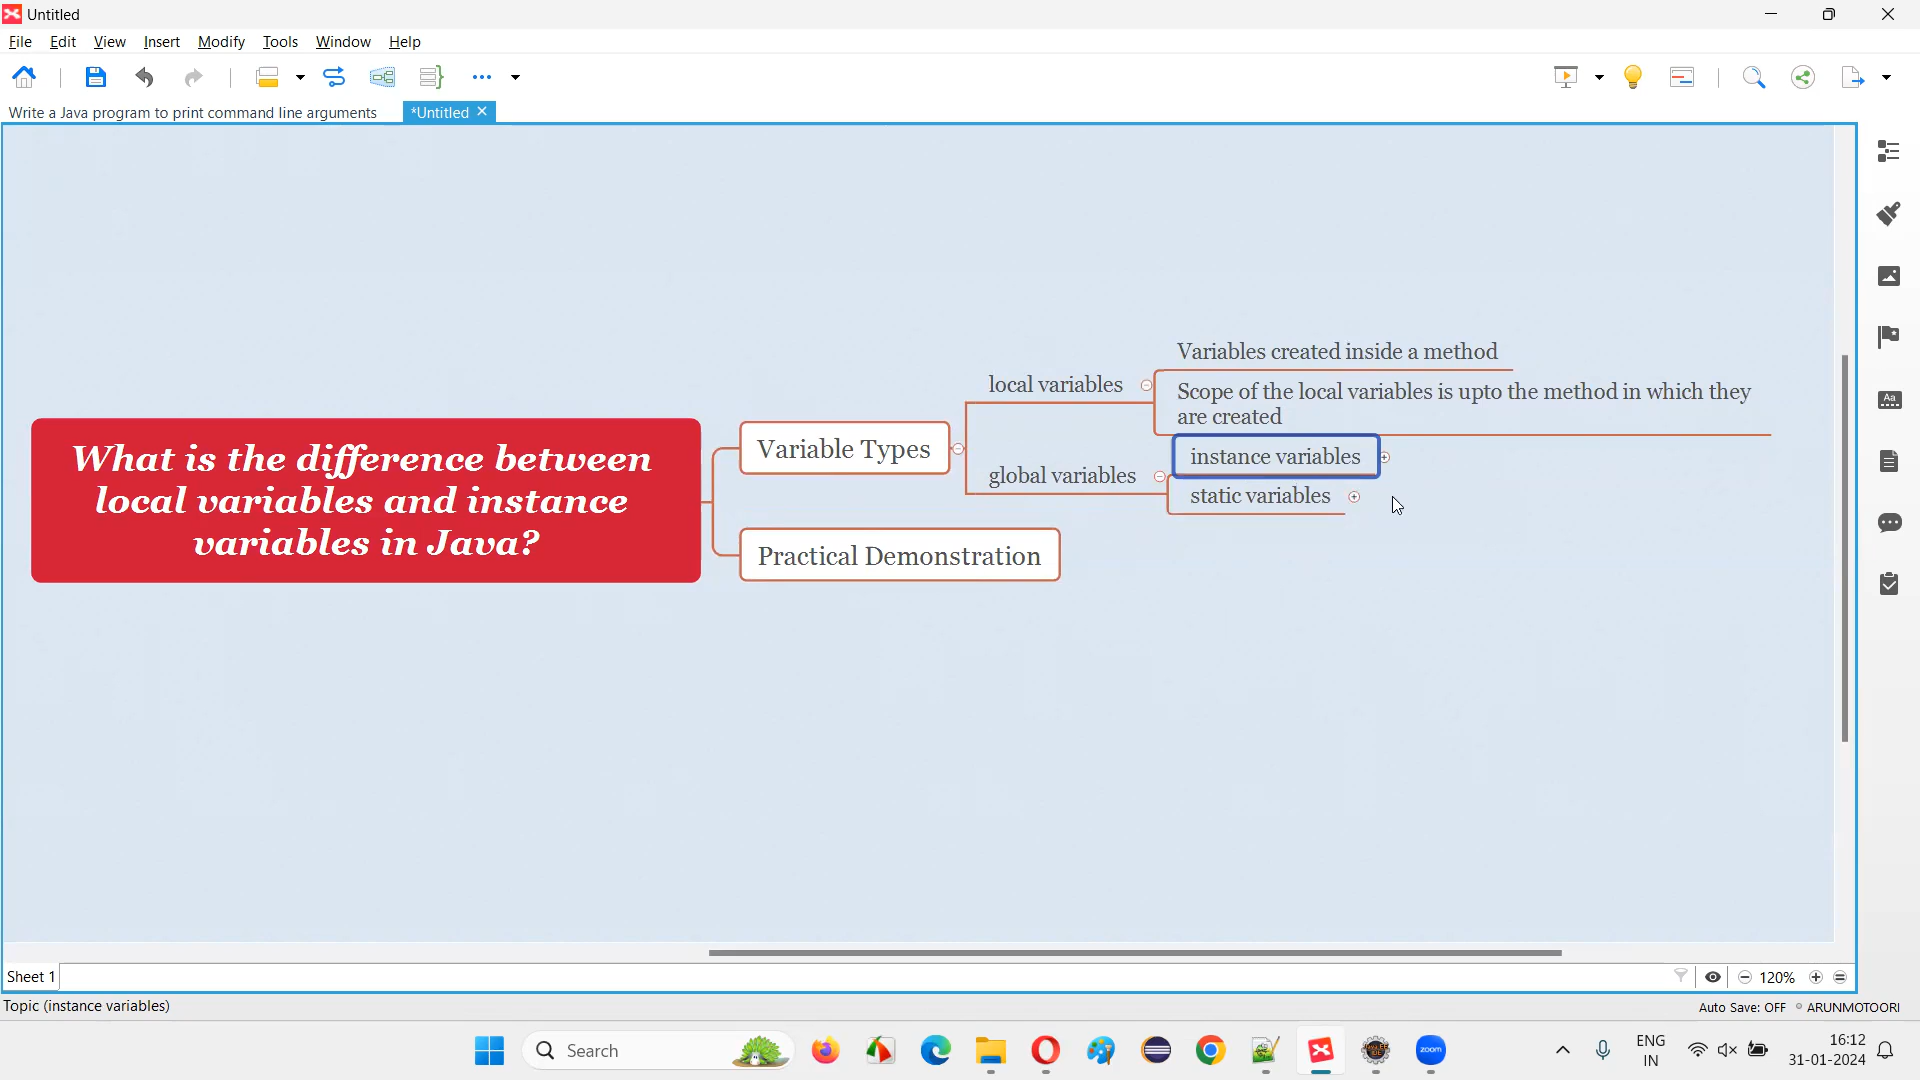 Untitled
File Edit View Insert Modify Tools Window Help
Write a Java program to print command line arguments *Untitled
What is the difference between
local variables and instance
variables in Java?
Variable Types
Practical Demonstration
local variables
Variables created inside a method
Scope of the local variables is upto the method in which they
are created
global variables
instance variables
static variables
Aa
Sheet 1
120%
Topic (instance variables)
Auto Save: OFF ARUNMOTOORI
Search
zoom
ENG
IN
16:12
31-01-2024